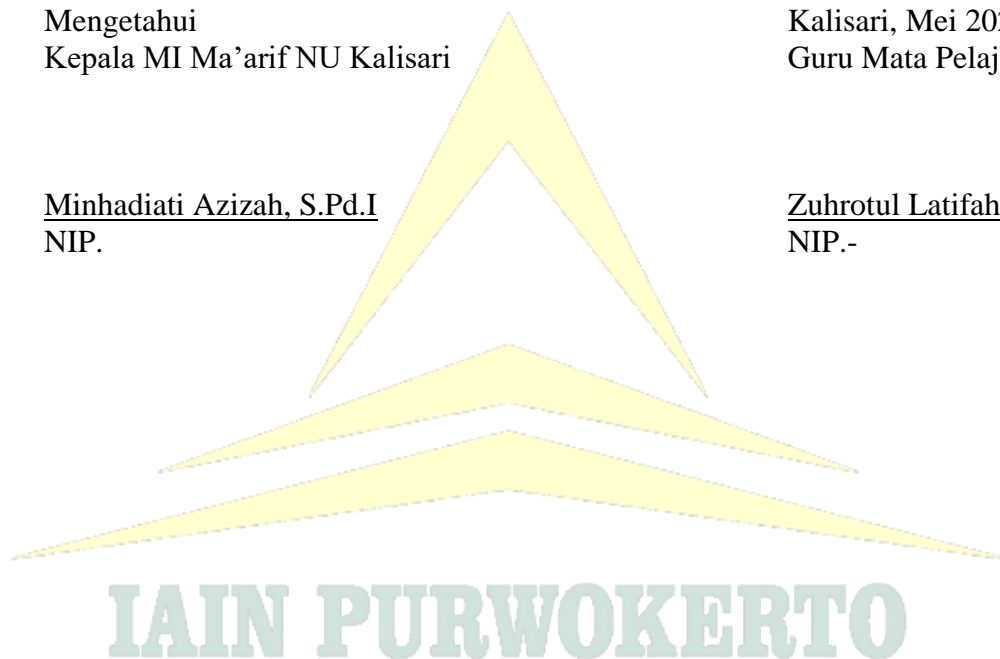 Mengetahui
Kepala MI Ma’arif NU Kalisari
Minhadiati Azizah, S.Pd.I
NIP.
Kalisari, Mei
Guru Mata
Zuhrotul Latifah
NIP.-
IAIN PURWOKERTO